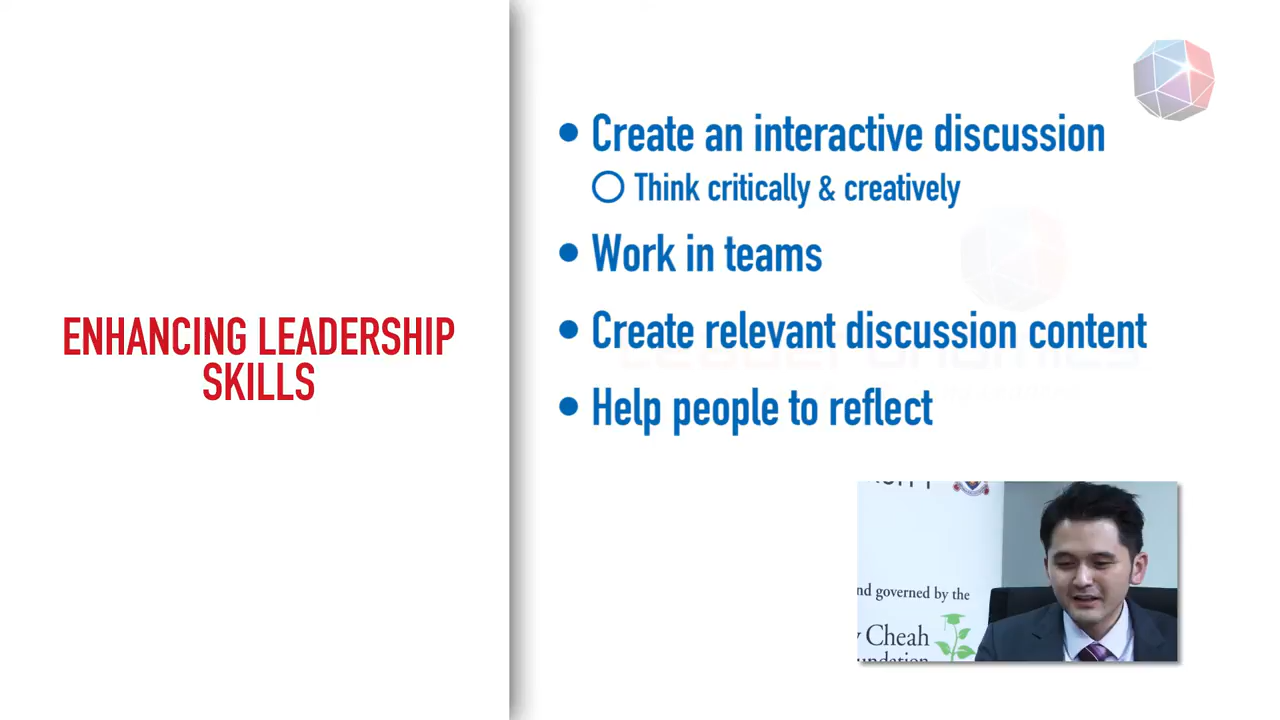 ENHANCING LEADERSHIP
SKILLS
Create an interactive discussion
Think critically & creatively
Work in teams
Create relevant discussion content
Help people to reflect
nd governed by the
Cheah